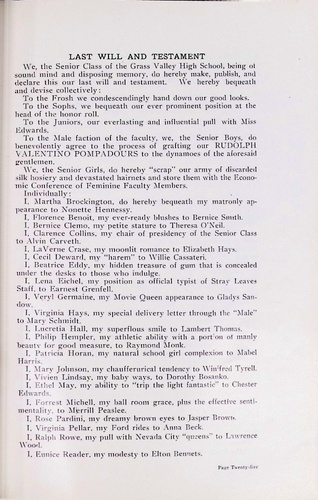 LAST WILL AND TESTAMENT
We, the Senior Class of the Grass Valley High School, being of
sound mind and disposing memory, do hereby make, publish, and
declare this our last will and testament. We hereby bequeath
and devise collectively:
To the Frosh we condescendingly hand down our good looks.
To the Sophs, we bequeath our ever prominent position at the
head of the honor roll.
To the Juniors, our everlasting and influential pull with Miss
Edwards.
To the Male faction of the faculty, we, the Senior Boys, do
benevolently agree to the process of grafting our RUDOLPH
VALENTINO POMPADOURS to the dynamoes of the aforesaid
gentlemen.
We, the Senior Girls, do hereby "scrap" our army of discarded
silk hosiery and devastated hairnets and store them with the Econo-
mic Conference of Feminine Faculty Members.
Individually:
I, Martha Brockington, do hereby bequeath my matronly ap-
pearance to Nonette Hennessy.
I, Florence Benoit, my ever-ready blushes to Bernice Smith.
I, Bernice Clemo, my petite stature to Theresa O'Neil.
I, Clarence Collins, my chair of presidency of the Senior Class
to Alvin Carveth.
I, LaVerne Crase, my moonlit romance to Elizabeth Hays.
I, Cecil Deward, my "harem" to Willie Cassateri.
I, Beatrice Eddy, my hidden treasure of gum that is concealed
under the desks to those who indulge.
I, Lena Eichel, my position as official typist of Stray Leaves
Staff, to Earnest Grenfell.
I, Veryl Germaine, my Movie Queen appearance to Gladys San-
dow.
I, Virginia Hays, my special delivery letter through the "Male"
to Mary Schmidt.
I, Lucretia Hall, my superflous smile to Lambert Thomas.
I, Philip Hempler, my athletic ability with a portion of manly
beauty for good measure, to Raymond Monk.
I, Patricia Horan, my natural school girl complexion to Mabel
Harris.
I, Mary Johnson, my chauffeurical tendency to Winifred Tyrell.
I, Vivien Lindsay, my baby ways, to Dorothy Bosanko.
I, Ethel May, my ability to "trip the light fantastic" to Chester
Edwards.
I, Forrest Michell, my ball room grace, plus the effective senti-
mentality, to Merrill Peaslee.
I, Rose Pardini, my dreamy brown eyes to Jasper Brown.
I, Virginia Pellar, my Ford rides to Anna Beck.
I, Ralph Rowe, my pull with Nevada City "queens" to Lawrence
Wood.
I, Eunice Reader, my modesty to Elton Bennets.
Page Twenty-five